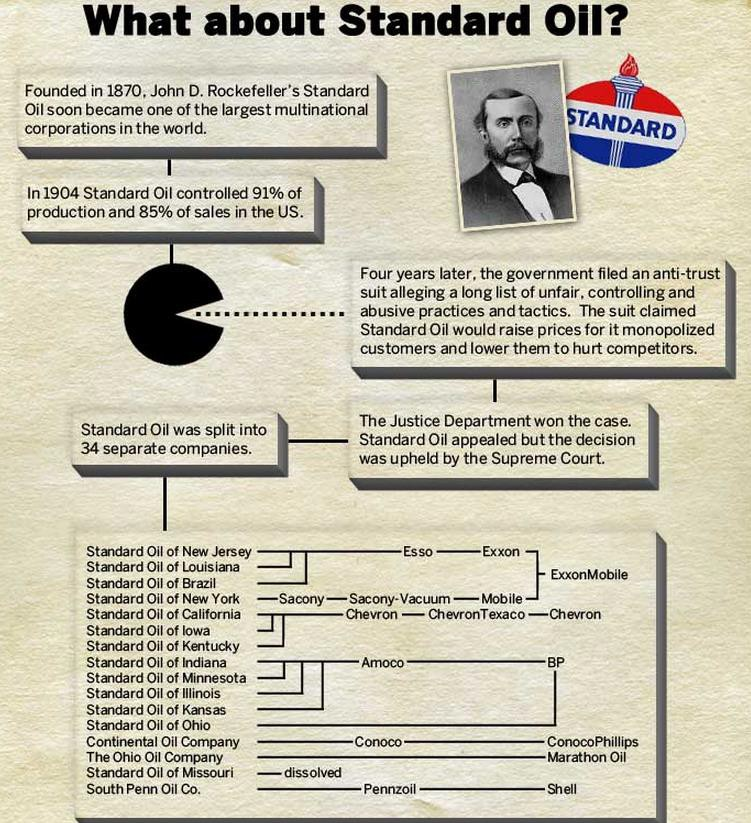 What about Standard Oil?
Founded in 1870, John D. Rockefeller's Standard
Oil soon became one of the largest multinational
corporations in the world.
STANDARD
In 1904 Standard Oil controlled 91% of
production and 85% of sales in the US.
Four years later, the government filed an anti-trust
suit alleging a long list of unfair, controlling and
abusive practices and tactics. The suit claimed
Standard Oil would raise prices for it monopolized
customers and lower them to hurt competitors.
The Justice Department won the case.
Standard Oil appealed but the decision
was upheld by the Supreme Court.
Standard Oil was split into
34 separate companies.
Standard Oil of New Jersey Esso Exxon
Standard Oil of Louisiana
ExxonMobile
Standard Oil of Brazil
Standard Oil of New York Sacony Sacony-Vacuum Mobile
Standard Oil of California Chevron ChevronTexaco Chevron
Standard Oil of Iowa
Standard Oil of Kentucky
Standard Oil of Indiana Amoco BP
Standard Oil of Minnesota
Standard Oil of Illinois
Standard Oil of Kansas
Standard Oil of Ohio
Continental Oil Company Conoco ConocoPhillips
The Ohio Oil Company Marathon Oil
Standard Oil of Missouri dissolved
South Penn Oil Co. Pennzoil Shell